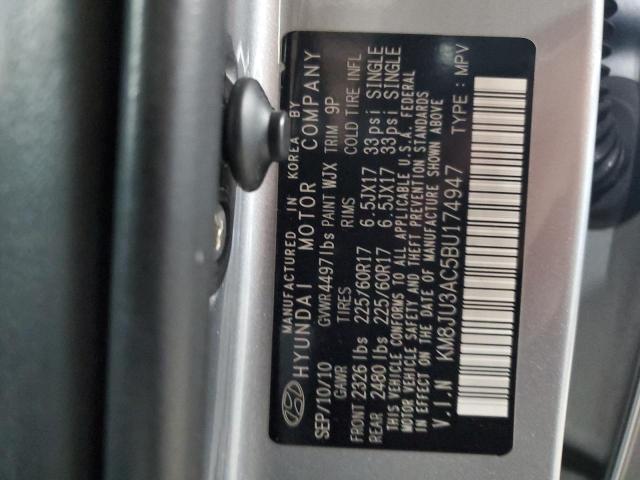 MANUFACTURED IN KOREA BY
HYUNDAI MOTOR COMPANY
SEP/10/10 GVWR 4497lbs PAINT WJX TRIM 9P
GAWR TIRES RIMS COLD TIRE INFL
FRONT 2326 lbs 225/60R17 6.5JX17 33psi SINGLE
REAR 2480 lbs 225/60R17 6.5JX17 33psi SINGLE
THIS VEHICLE CONFORMS TO ALL APPLICABLE U.S.A. FEDERAL
MOTOR VEHICLE SAFETY AND THEFT PREVENTION STANDARDS
IN EFFECT ON THE DATE OF MANUFACTURE SHOWN ABOVE
V.I.N KM8JU3AC5BU174947 TYPE : MPV